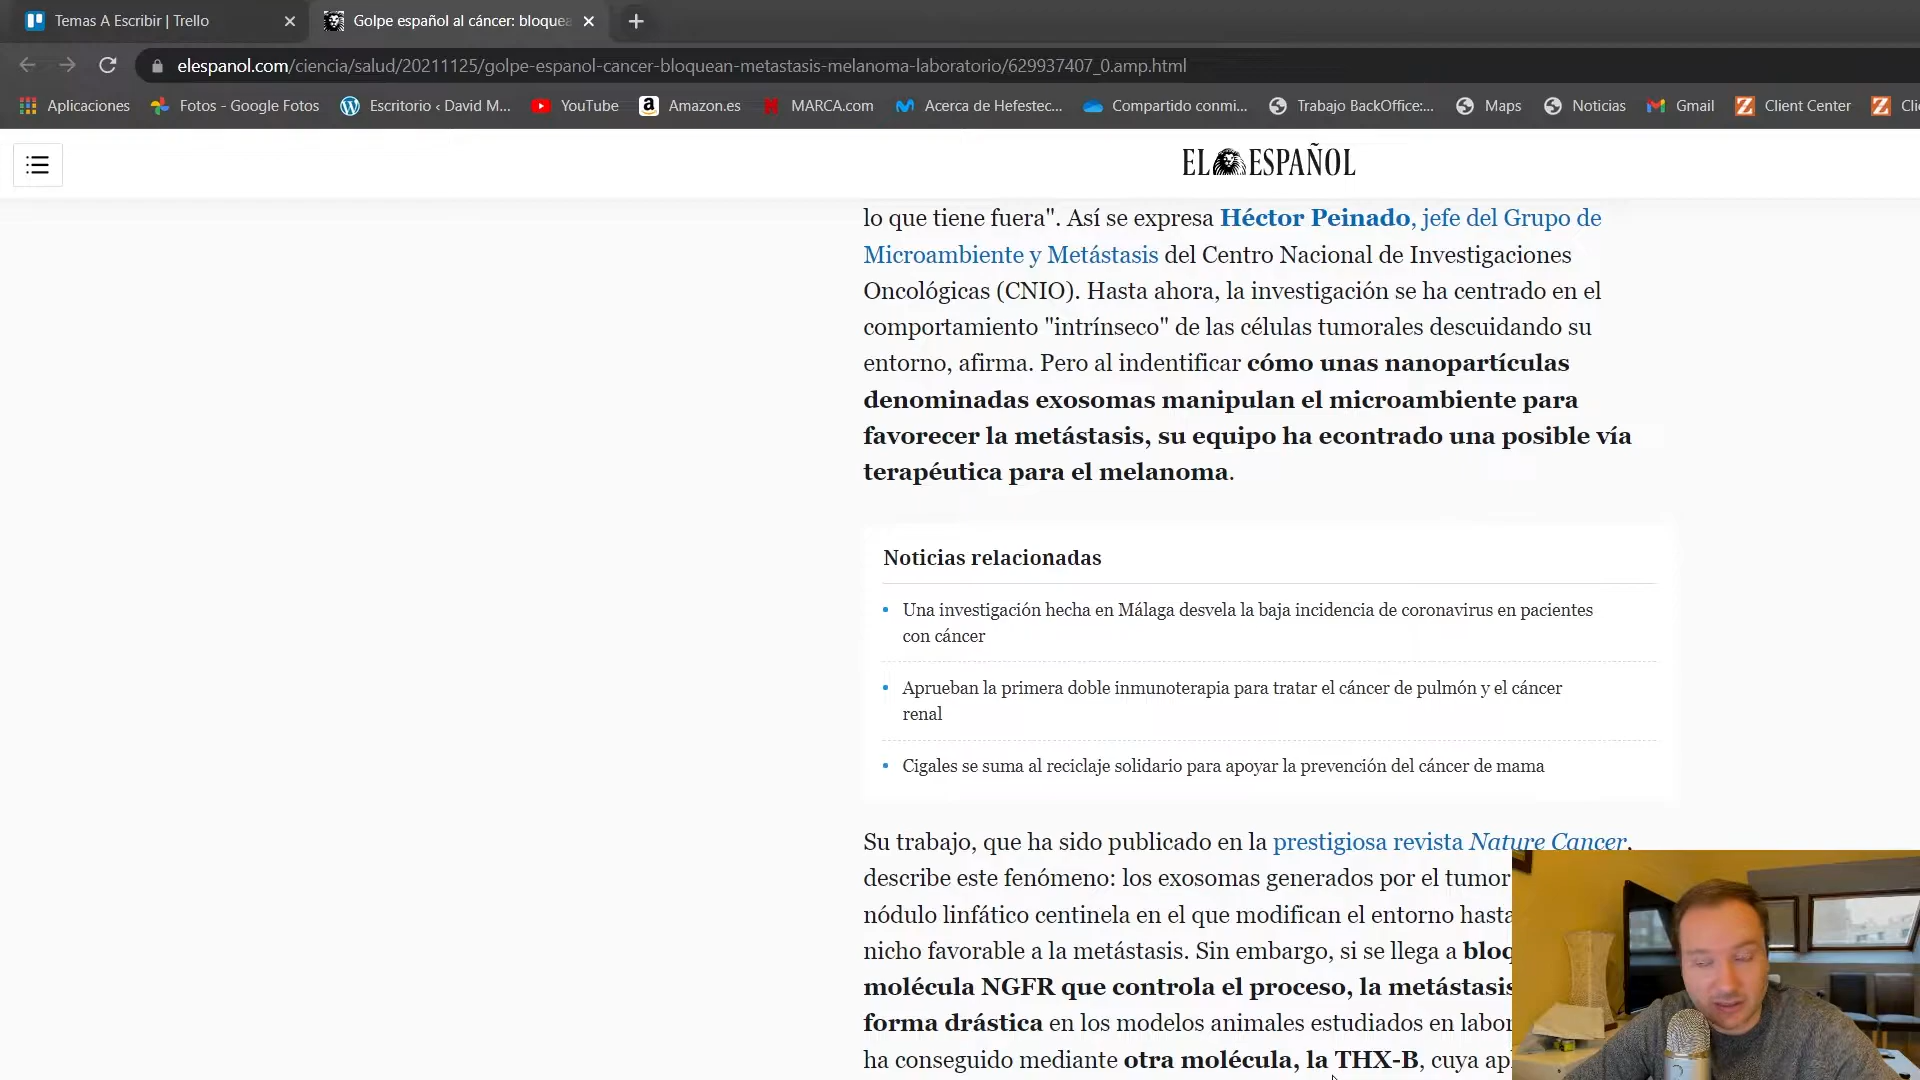 Temas A Escribir | Trello
Golpe español al cáncer: bloquea
elespanol.com/ciencia/salud/20211125/golpe-espanol-cancer-bloquean-metastasis-melanoma-laboratorio/629937407_0.amp.html
Aplicaciones
Fotos - Google Fotos
Escritorio ‹ David M...
YouTube
Amazon.es
MARCA.com
Acerca de Hefestec...
Compartido conmi...
Trabajo BackOffice:...
Maps
Noticias
Gmail
Client Center
Cli
EL ESPAÑOL
lo que tiene fuera". Así se expresa Héctor Peinado, jefe del Grupo de
Microambiente y Metástasis del Centro Nacional de Investigaciones
Oncológicas (CNIO). Hasta ahora, la investigación se ha centrado en el
comportamiento "intrínseco" de las células tumorales descuidando su
entorno, afirma. Pero al indentificar cómo unas nanopartículas
denominadas exosomas manipulan el microambiente para
favorecer la metástasis, su equipo ha econtrado una posible vía
terapéutica para el melanoma.
Noticias relacionadas
Una investigación hecha en Málaga desvela la baja incidencia de coronavirus en pacientes
con cáncer
Aprueban la primera doble inmunoterapia para tratar el cáncer de pulmón y el cáncer
renal
Cigales se suma al reciclaje solidario para apoyar la prevención del cáncer de mama
Su trabajo, que ha sido publicado en la prestigiosa revista Nature Cancer,
describe este fenómeno: los exosomas generados por el tumor
nódulo linfático centinela en el que modifican el entorno hasta
nicho favorable a la metástasis. Sin embargo, si se llega a bloq
molécula NGFR que controla el proceso, la metástasis
forma drástica en los modelos animales estudiados en labor
ha conseguido mediante otra molécula, la THX-B, cuya ap